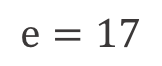 e = 17